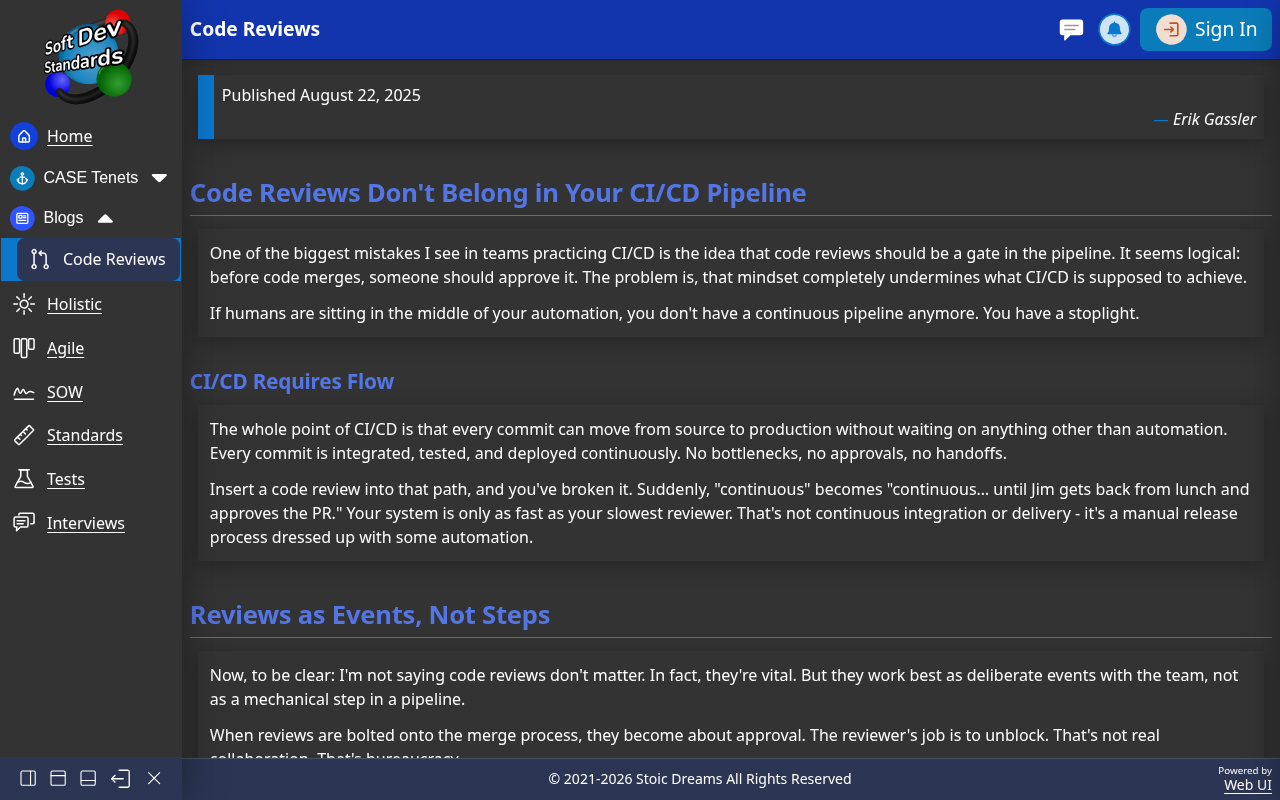 Soft Dev
Standards
Home
CASE Tenets
Blogs
Code Reviews
Holistic
Agile
SOW
Standards
Tests
Interviews
Code Reviews
Sign In
Published August 22, 2025
— Erik Gassler
Code Reviews Don't Belong in Your CI/CD Pipeline
One of the biggest mistakes I see in teams practicing CI/CD is the idea that code reviews should be a gate in the pipeline. It seems logical:
before code merges, someone should approve it. The problem is, that mindset completely undermines what CI/CD is supposed to achieve.
If humans are sitting in the middle of your automation, you don't have a continuous pipeline anymore. You have a stoplight.
CI/CD Requires Flow
The whole point of CI/CD is that every commit can move from source to production without waiting on anything other than automation.
Every commit is integrated, tested, and deployed continuously. No bottlenecks, no approvals, no handoffs.
Insert a code review into that path, and you've broken it. Suddenly, "continuous" becomes "continuous... until Jim gets back from lunch and
approves the PR." Your system is only as fast as your slowest reviewer. That's not continuous integration or delivery - it's a manual release
process dressed up with some automation.
Reviews as Events, Not Steps
Now, to be clear: I'm not saying code reviews don't matter. In fact, they're vital. But they work best as deliberate events with the team, not
as a mechanical step in a pipeline.
When reviews are bolted onto the merge process, they become about approval. The reviewer's job is to unblock. That's not real
collaboration. That's bureaucracy.
© 2021-2026 Stoic Dreams All Rights Reserved
Powered by
Web UI